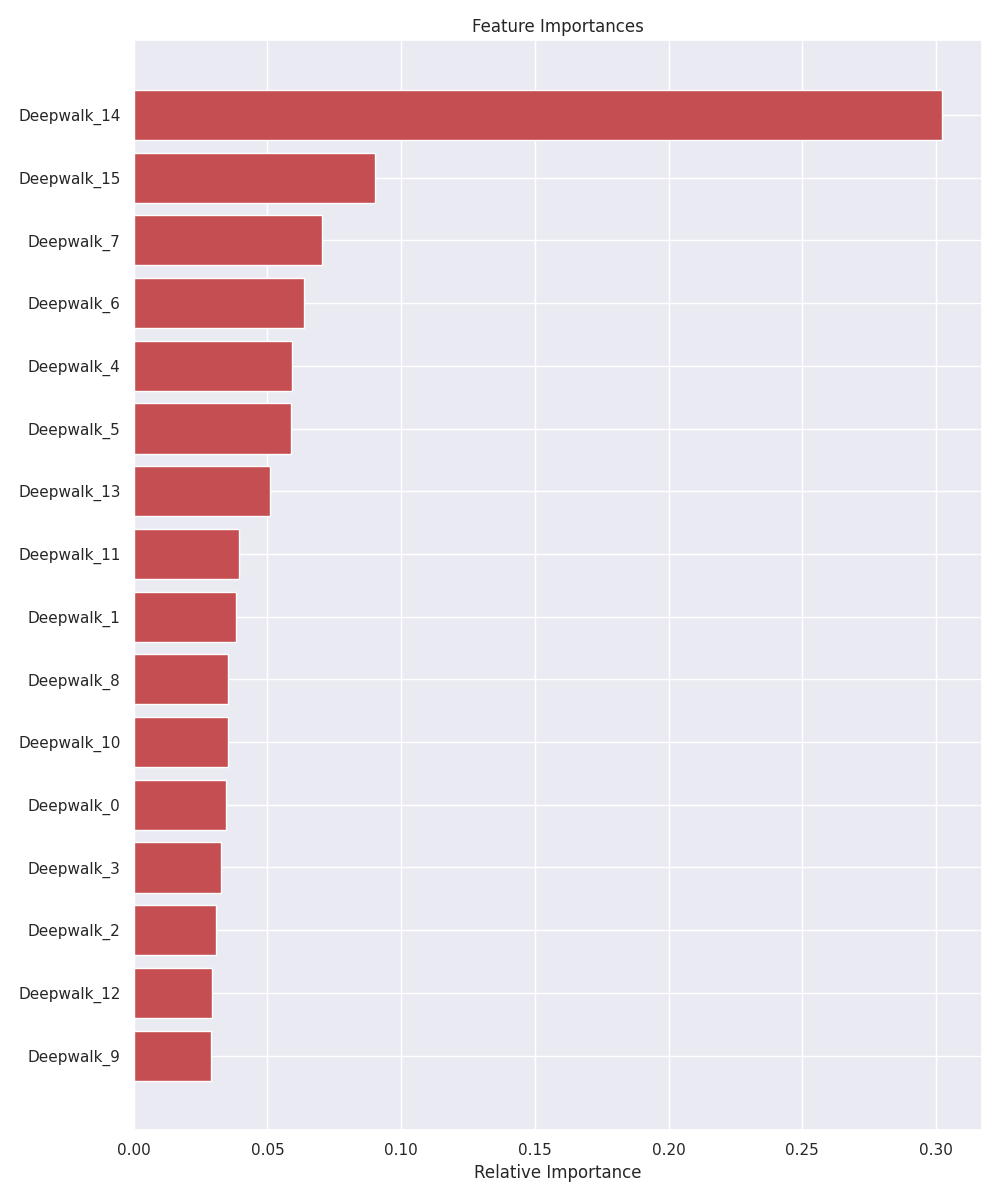 Feature Importances
Deepwalk_14
Deepwalk_15
Deepwalk_7
Deepwalk_6
Deepwalk_4
Deepwalk_5
Deepwalk_13
Deepwalk_11
Deepwalk_1
Deepwalk_8
Deepwalk_10
Deepwalk_0
Deepwalk_3
Deepwalk_2
Deepwalk_12
Deepwalk_9
0.00 0.05 0.10 0.15 0.20 0.25 0.30
Relative Importance